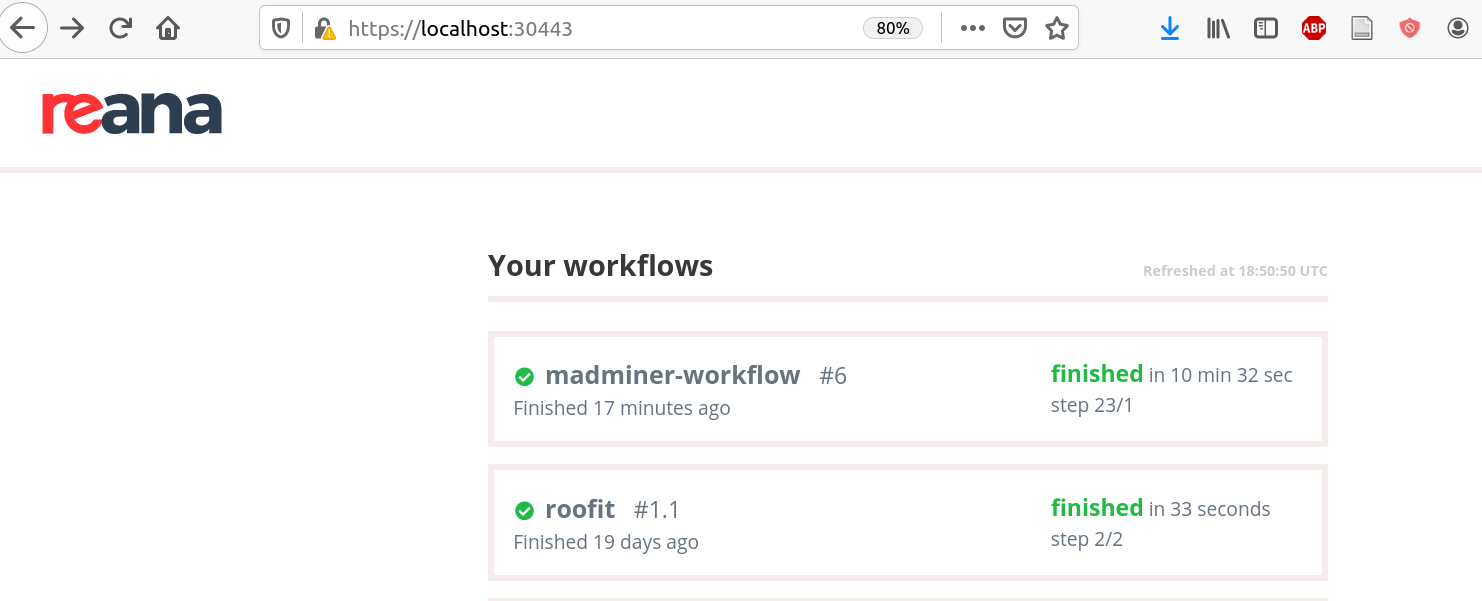 https://localhost:30443
80%
ABP
reana
Your workflows
Refreshed at 18:50:50 UTC
madminer-workflow #6
finished in 10 min 32 sec
Finished 17 minutes ago
step 23/1
roofit #1.1
finished in 33 seconds
Finished 19 days ago
step 2/2